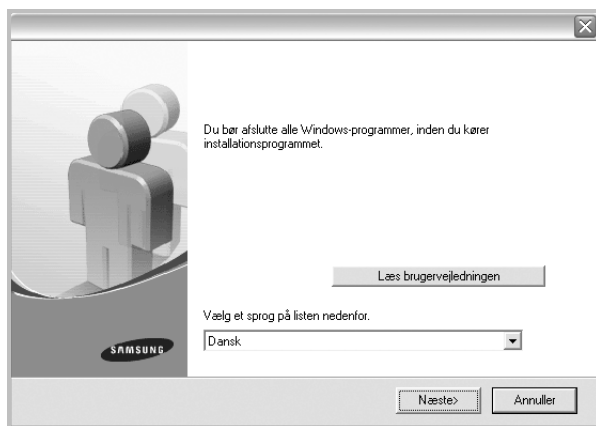 Du bør afslutte alle Windows-programmer, inden du kører
installationsprogrammet.
Læs brugervejledningen
Vælg et sprog på listen nedenfor.
Dansk
SAMSUNG
Næste>
Annuller